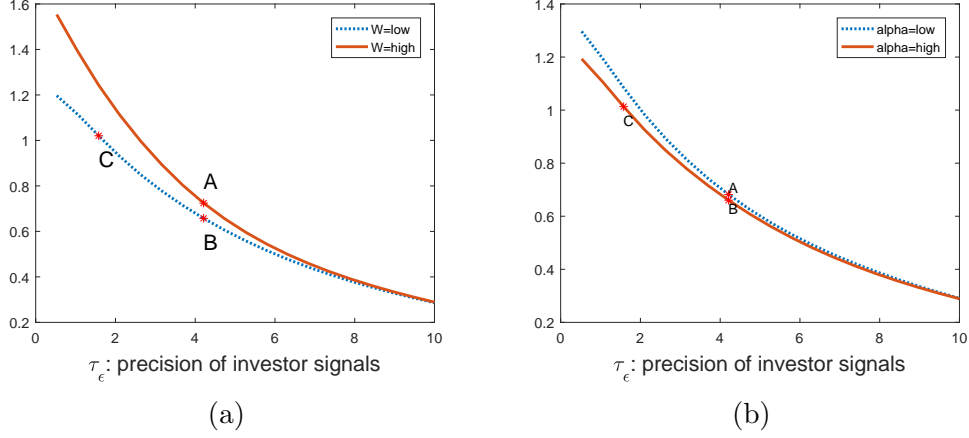 1.6
1.4
1.2
1
0.8
0.6
0.4
0.2
0 2 4 6 8 10
W=low
W=high
A
B
C
τϵ: precision of investor signals
(a)
1.4
1.2
1
0.8
0.6
0.4
0.2
0 2 4 6 8 10
alpha=low
alpha=high
C
A
B
τϵ: precision of investor signals
(b)